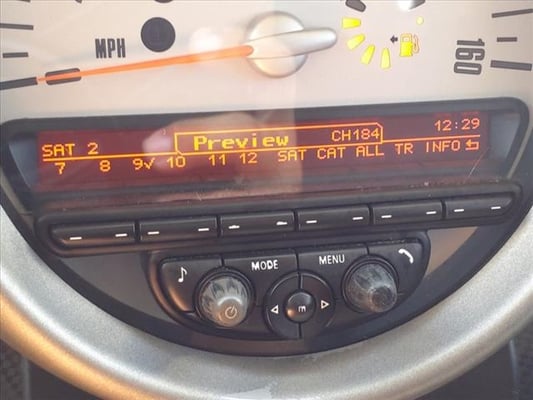 MPH
160
SAT 2 Preview CH184 12:29
7 8 9✓ 10 11 12 SAT CAT ALL TR INFO
MODE MENU